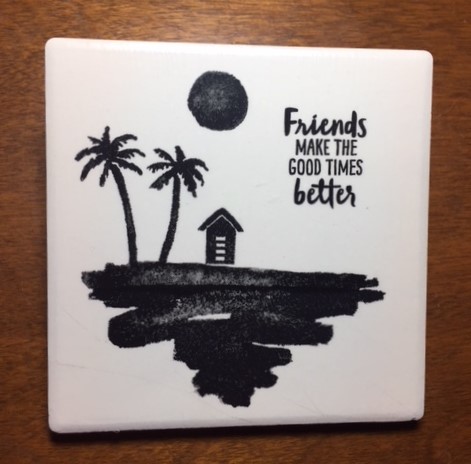 Friends
MAKE THE
GOOD TIMES
better